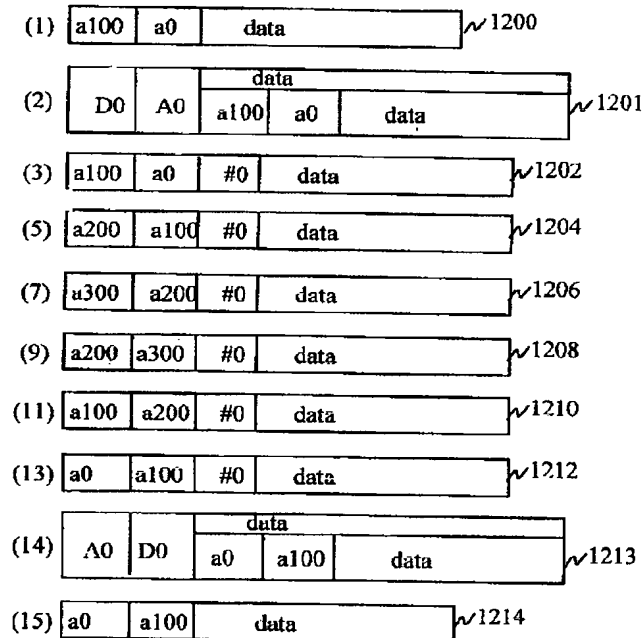 (1) a100 a0 data 1200
data
(2) D0 A0 a100 a0 data 1201
(3) a100 a0 #0 data 1202
(5) a200 a100 #0 data 1204
(7) a300 a200 #0 data 1206
(9) a200 a300 #0 data 1208
(11) a100 a200 #0 data 1210
(13) a0 a100 #0 data 1212
data
(14) A0 D0 a0 a100 data 1213
(15) a0 a100 data 1214